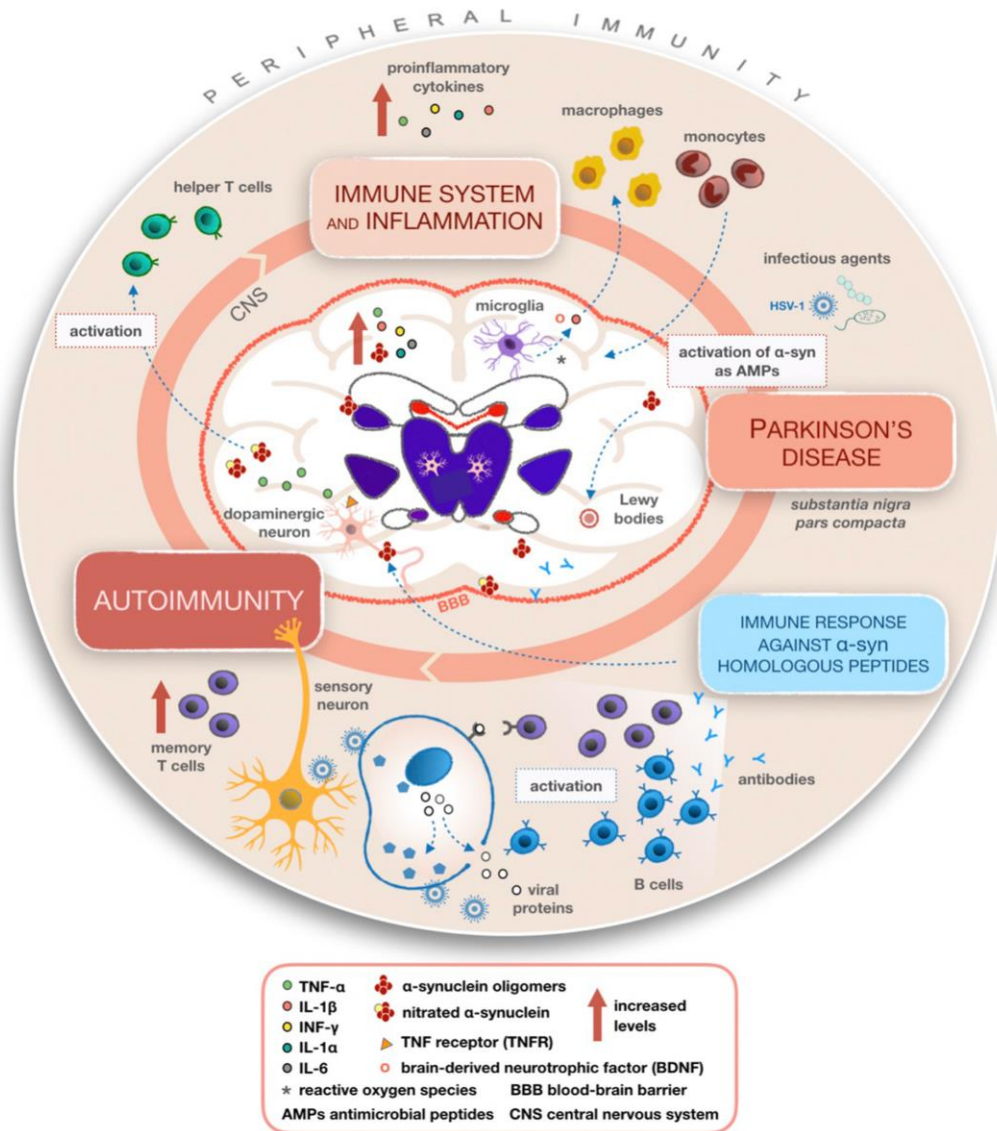 PERIPHERAL IMMUNITY
proinflammatory
cytokines
macrophages
monocytes
helper T cells
IMMUNE SYSTEM
AND INFLAMMATION
infectious agents
HSV-1
CNS
microglia
activation
*
activation of α-syn
as AMPs
PARKINSON'S
DISEASE
substantia nigra
pars compacta
dopaminergic
neuron
Lewy
bodies
BBB
AUTOIMMUNITY
IMMUNE RESPONSE
AGAINST α-syn
HOMOLOGOUS PEPTIDES
sensory
neuron
memory
T cells
activation
antibodies
viral
proteins
B cells
TNF-α
IL-1β
INF-γ
IL-1α
IL-6
α-synuclein oligomers
nitrated α-synuclein
TNF receptor (TNFR)
brain-derived neurotrophic factor (BDNF)
increased
levels
* reactive oxygen species
BBB blood-brain barrier
AMPs antimicrobial peptides
CNS central nervous system